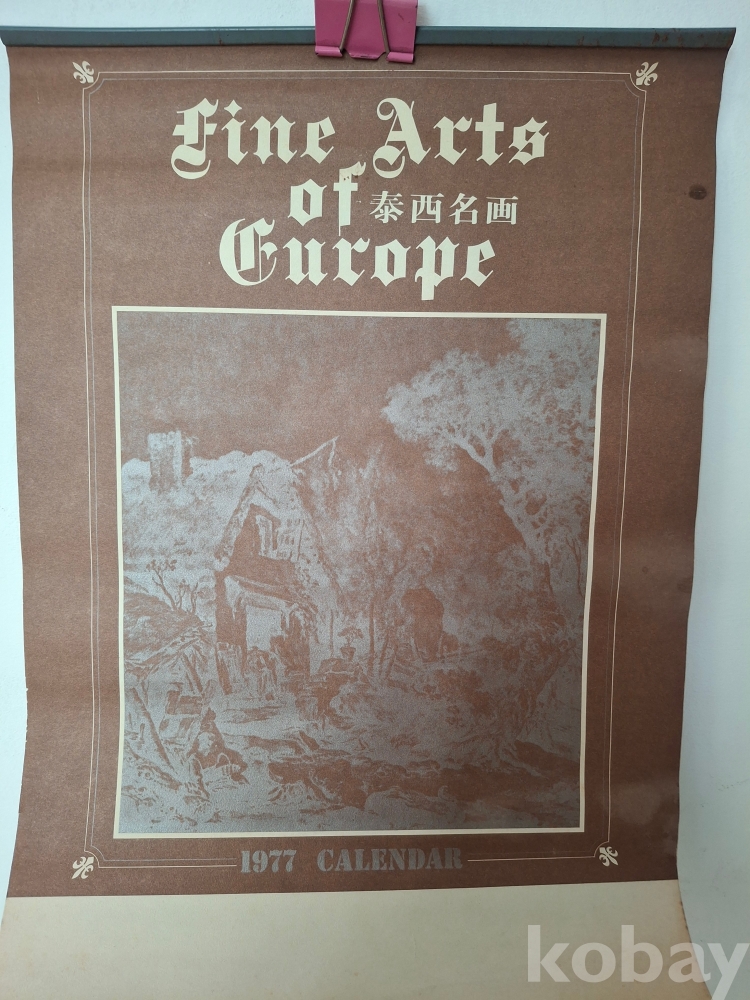 Fine Arts
of 泰西名画
Europe
1977 CALENDAR
kobay